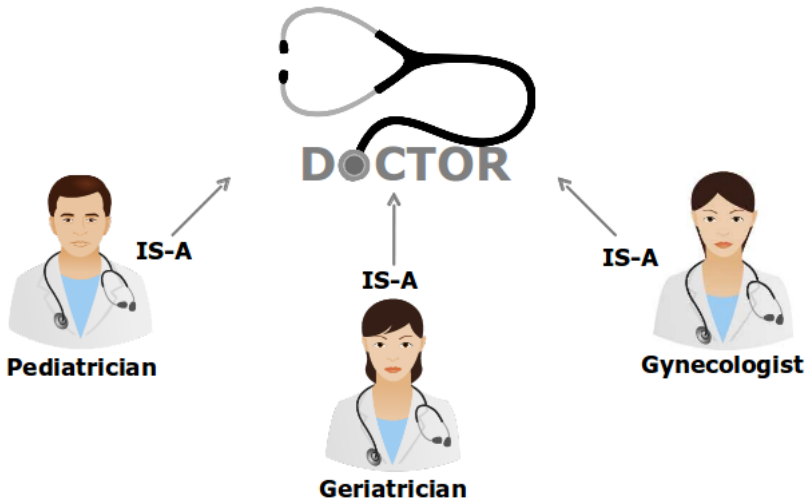 DOCTOR
IS-A
IS-A
IS-A
Pediatrician
Geriatrician
Gynecologist